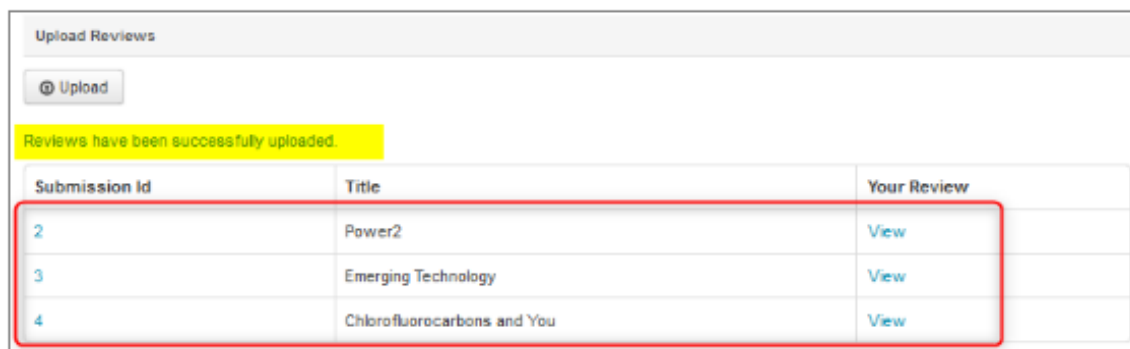 Upload Reviews
Upload
Reviews have been successfully uploaded.
Submission Id Title Your Review
2 Power2 View
3 Emerging Technology View
4 Chlorofluorocarbons and You View